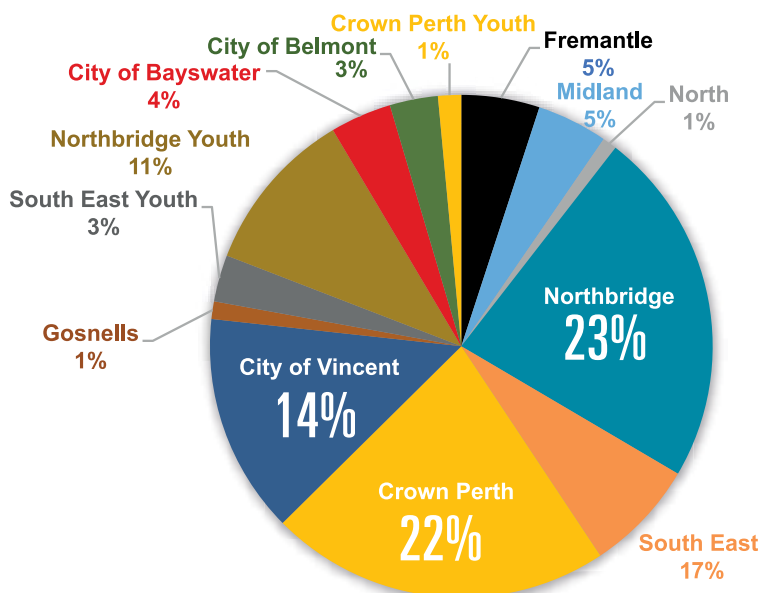 Crown Perth Youth
1%
Fremantle
5%
City of Belmont
3%
Midland
5%
North
1%
City of Bayswater
4%
Northbridge Youth
11%
South East Youth
3%
Northbridge
23%
Gosnells
1%
City of Vincent
14%
Crown Perth
22%
South East
17%